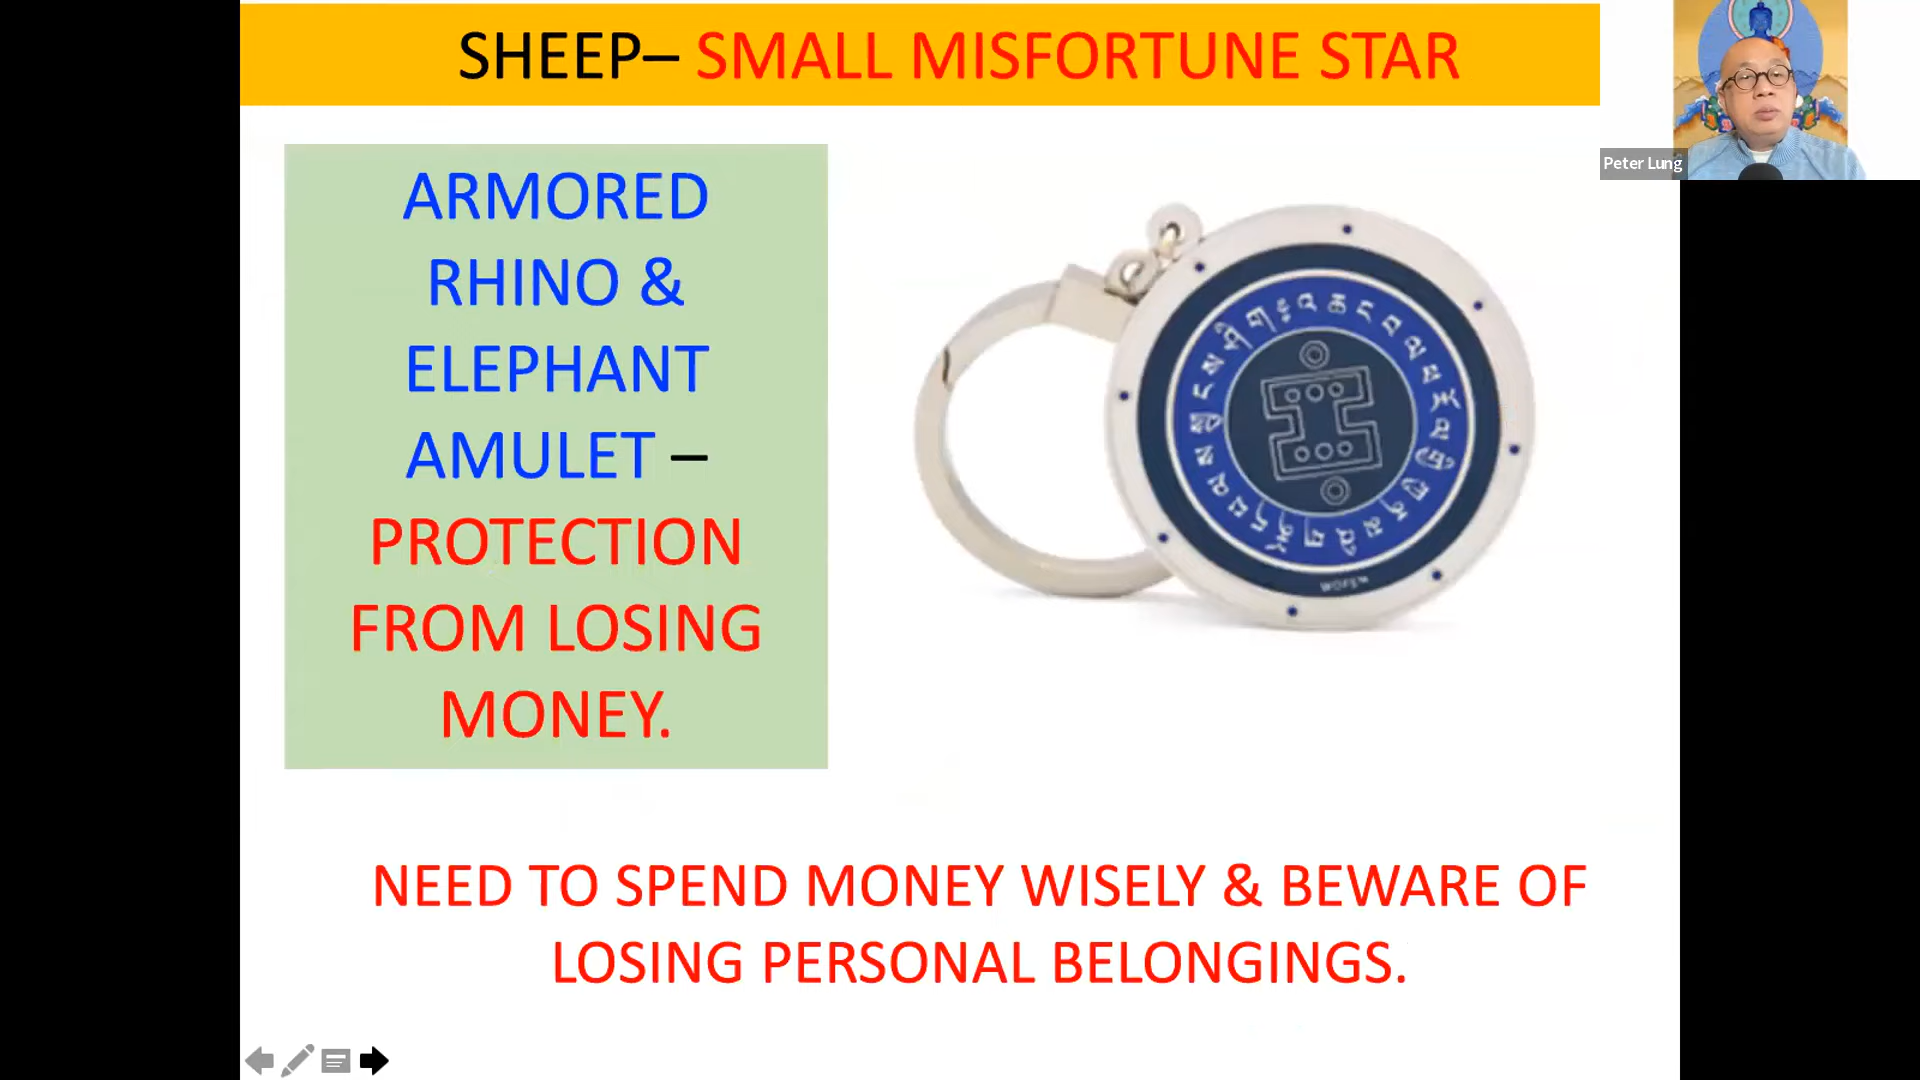 SHEEP– SMALL MISFORTUNE STAR
Peter Lung
ARMORED
RHINO &
ELEPHANT
AMULET –
PROTECTION
FROM LOSING
MONEY.
WOFS™
NEED TO SPEND MONEY WISELY & BEWARE OF
LOSING PERSONAL BELONGINGS.